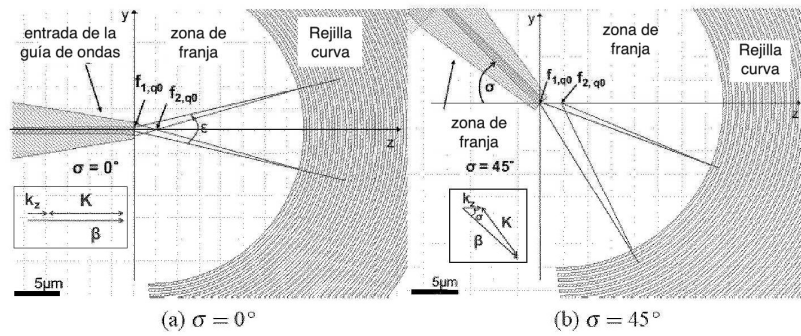 y
entrada de la
guía de ondas
zona de
franja
Rejilla
curva
f1,q0
f2,q0
ε
z
σ = 0°
kz
K
β
5µm
(a) σ = 0°
y
zona de
franja
Rejilla
curva
f1,q0
f2,q0
σ
z
zona de
franja
σ = 45°
kz
σ
K
β
5µm
(b) σ = 45°